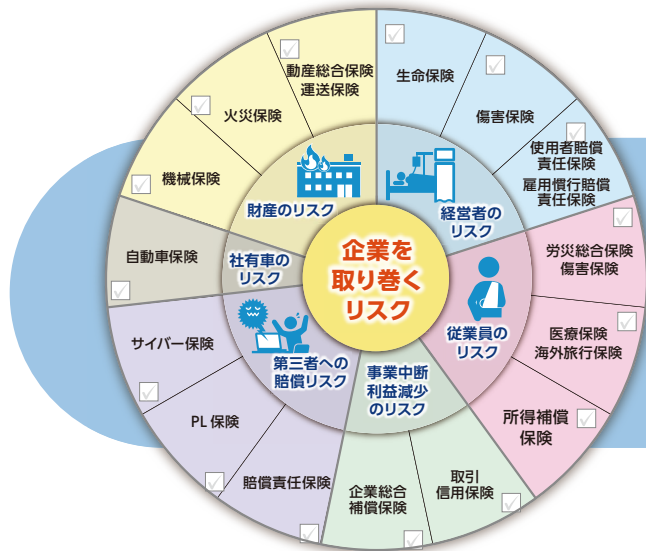 企業を
取り巻く
リスク
経営者の
リスク
生命保険
傷害保険
使用者賠償
責任保険
雇用慣行賠償
責任保険
従業員の
リスク
労災総合保険
傷害保険
医療保険
海外旅行保険
所得補償
保険
事業中断
利益減少
のリスク
取引
信用保険
企業総合
補償保険
第三者への
賠償リスク
賠償責任保険
PL保険
サイバー保険
社有車の
リスク
自動車保険
財産のリスク
機械保険
火災保険
動産総合保険
運送保険